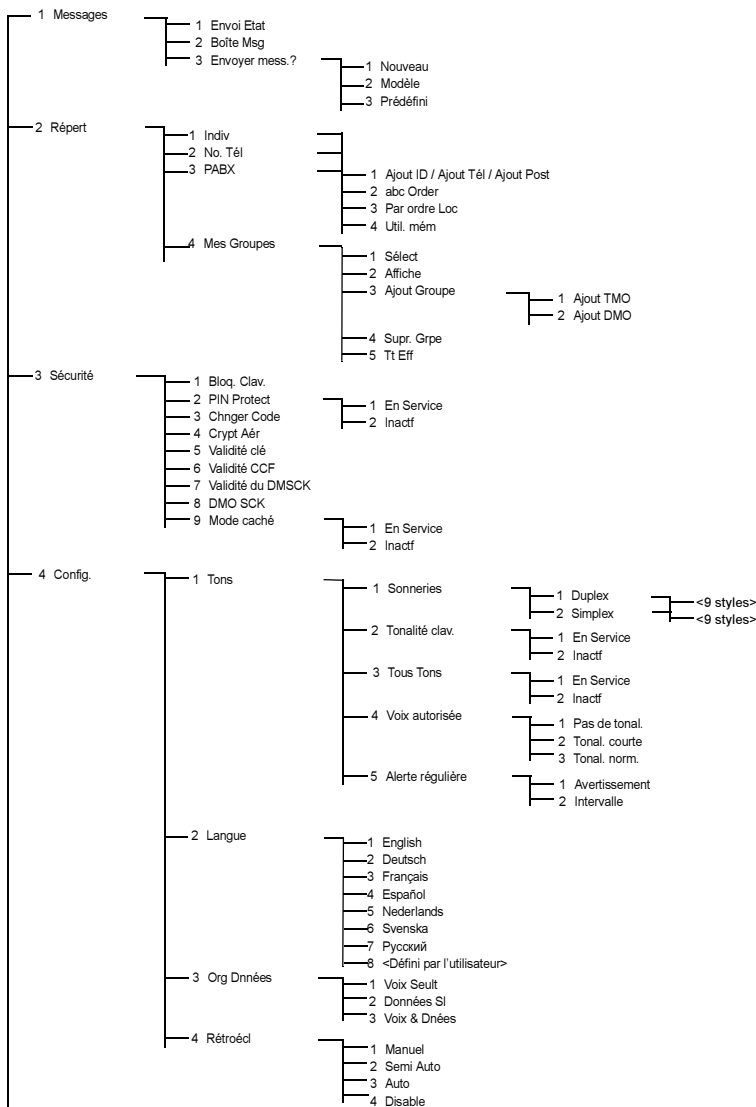 1 Messages
1 Envoi Etat
2 Boîte Msg
3 Envoyer mess.?
1 Nouveau
2 Modèle
3 Prédéfini
2 Répert
1 Indiv
2 No. Tél
3 PABX
1 Ajout ID / Ajout Tél / Ajout Post
2 abc Order
3 Par ordre Loc
4 Util. mém
4 Mes Groupes
1 Sélect
2 Affiche
3 Ajout Groupe
1 Ajout TMO
2 Ajout DMO
4 Supr. Grpe
5 Tt Eff
3 Sécurité
1 Bloq. Clav.
2 PIN Protect
1 En Service
2 Inactf
3 Chnger Code
4 Crypt Aér
5 Validité clé
6 Validité CCF
7 Validité du DMSCK
8 DMO SCK
9 Mode caché
1 En Service
2 Inactf
4 Config.
1 Tons
1 Sonneries
1 Duplex
<9 styles>
2 Simplex
<9 styles>
2 Tonalité clav.
1 En Service
2 Inactf
3 Tous Tons
1 En Service
2 Inactf
4 Voix autorisée
1 Pas de tonal.
2 Tonal. courte
3 Tonal. norm.
5 Alerte régulière
1 Avertissement
2 Intervalle
2 Langue
1 English
2 Deutsch
3 Français
4 Español
5 Nederlands
6 Svenska
7 Русский
8 <Défini par l'utilisateur>
3 Org Dnnées
1 Voix Seult
2 Données Sl
3 Voix & Dnées
4 Rétroécl
1 Manuel
2 Semi Auto
3 Auto
4 Disable